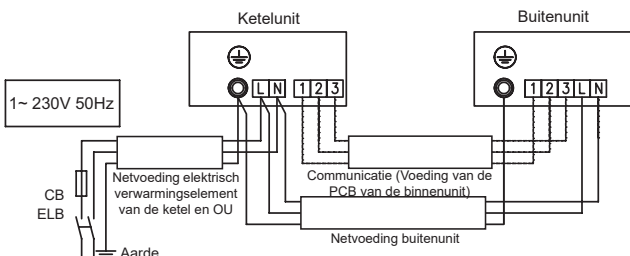 Ketelunit
Buitenunit
L N 1 2 3
1 2 3 L N
1~ 230V 50Hz
CB
ELB
Netvoeding elektrisch
verwarmingselement
van de ketel en OU
Communicatie (Voeding van de
PCB van de binnenunit)
Netvoeding buitenunit
Aarde